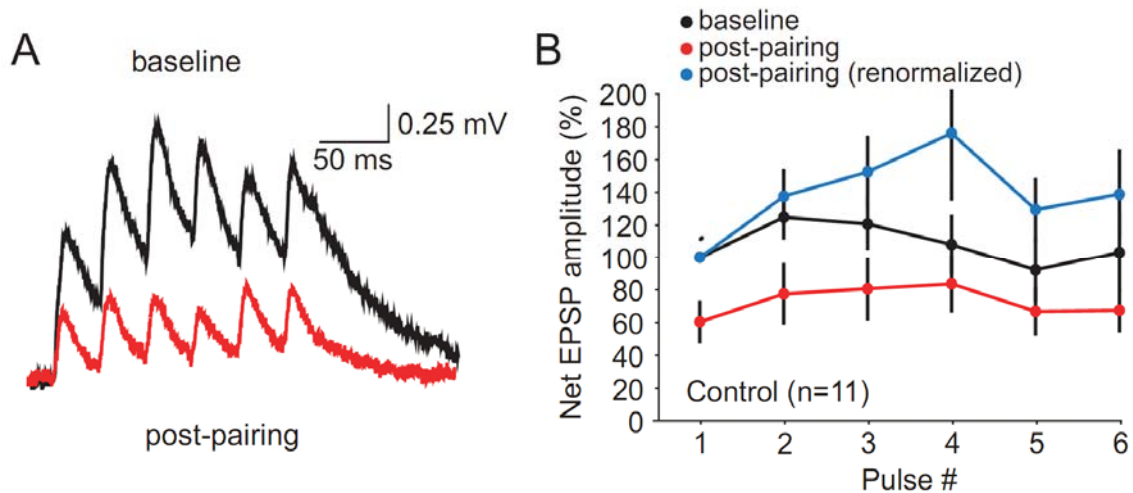 A
baseline
0.25 mV
50 ms
post-pairing
B
baseline
post-pairing
post-pairing (renormalized)
Net EPSP amplitude (%)
200
180
160
140
120
100
80
60
40
20
0
Control (n=11)
1 2 3 4 5 6
Pulse #